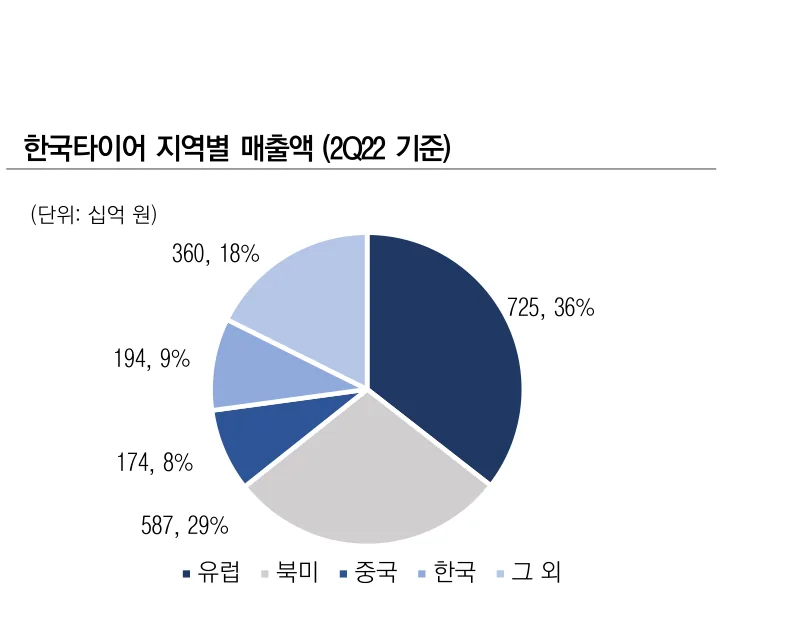 한국타이어 지역별 매출액 (2Q22 기준)
(단위: 십억 원)
360, 18%
725, 36%
194, 9%
174, 8%
587, 29%
유럽 북미 중국 한국 그 외